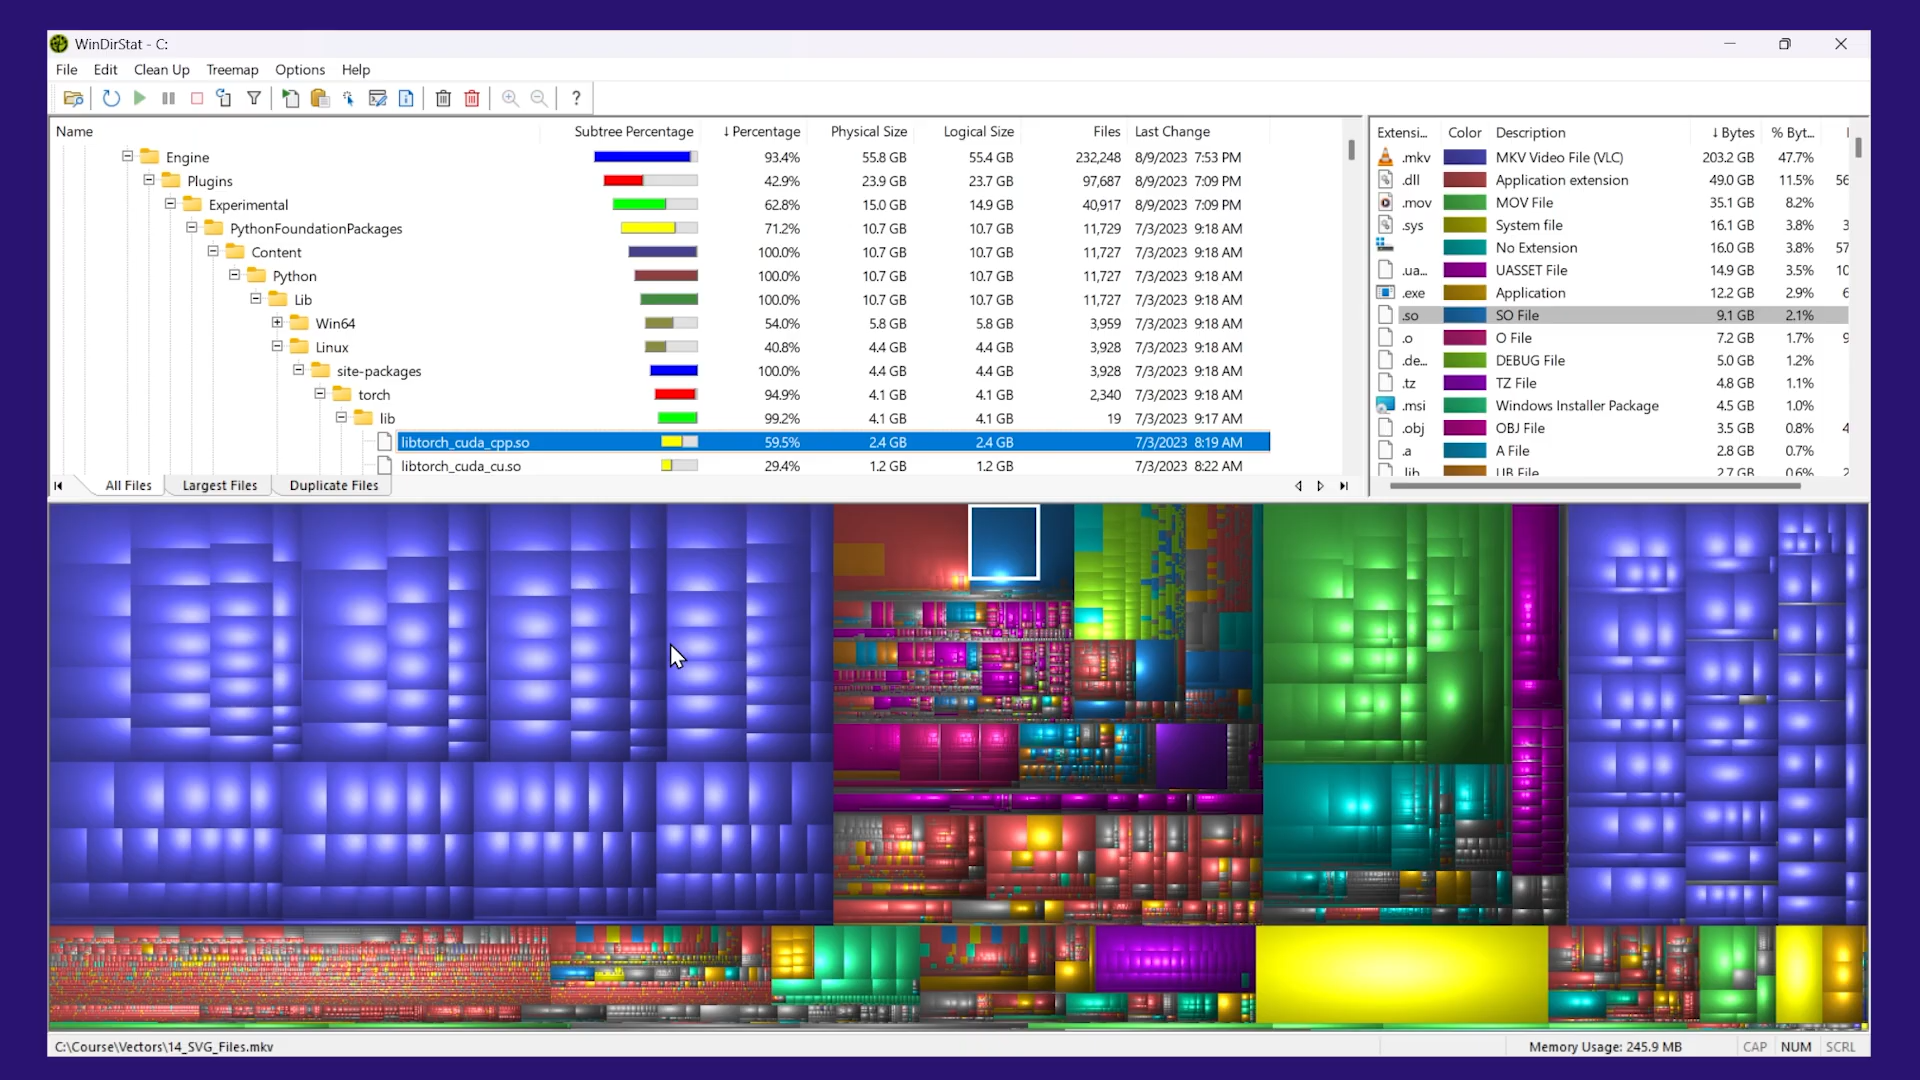 WinDirStat - C:
File Edit Clean Up Treemap Options Help
Name Subtree Percentage ↓ Percentage Physical Size Logical Size Files Last Change
Engine 93.4% 55.8 GB 55.4 GB 232,248 8/9/2023 7:53 PM
Plugins 42.9% 23.9 GB 23.7 GB 97,687 8/9/2023 7:09 PM
Experimental 62.8% 15.0 GB 14.9 GB 40,917 8/9/2023 7:09 PM
PythonFoundationPackages 71.2% 10.7 GB 10.7 GB 11,729 7/3/2023 9:18 AM
Content 100.0% 10.7 GB 10.7 GB 11,727 7/3/2023 9:18 AM
Python 100.0% 10.7 GB 10.7 GB 11,727 7/3/2023 9:18 AM
Lib 100.0% 10.7 GB 10.7 GB 11,727 7/3/2023 9:18 AM
Win64 54.0% 5.8 GB 5.8 GB 3,959 7/3/2023 9:18 AM
Linux 40.8% 4.4 GB 4.4 GB 3,928 7/3/2023 9:18 AM
site-packages 100.0% 4.4 GB 4.4 GB 3,928 7/3/2023 9:18 AM
torch 94.9% 4.1 GB 4.1 GB 2,340 7/3/2023 9:18 AM
lib 99.2% 4.1 GB 4.1 GB 19 7/3/2023 9:17 AM
libtorch_cuda_cpp.so 59.5% 2.4 GB 2.4 GB 7/3/2023 8:19 AM
libtorch_cuda_cu.so 29.4% 1.2 GB 1.2 GB 7/3/2023 8:22 AM
All Files Largest Files Duplicate Files
Extensi... Color Description ↓ Bytes % Byt...
.mkv MKV Video File (VLC) 203.2 GB 47.7%
.dll Application extension 49.0 GB 11.5% 56
.mov MOV File 35.1 GB 8.2%
.sys System file 16.1 GB 3.8% 3
No Extension 16.0 GB 3.8% 57
.ua... UASSET File 14.9 GB 3.5% 10
.exe Application 12.2 GB 2.9% 6
.so SO File 9.1 GB 2.1%
.o O File 7.2 GB 1.7% 9
.de... DEBUG File 5.0 GB 1.2%
.tz TZ File 4.8 GB 1.1%
.msi Windows Installer Package 4.5 GB 1.0%
.obj OBJ File 3.5 GB 0.8% 4
.a A File 2.8 GB 0.7%
.lib LIB File 2.7 GB 0.6% 2
C:\Course\Vectors\14_SVG_Files.mkv Memory Usage: 245.9 MB CAP NUM SCRL